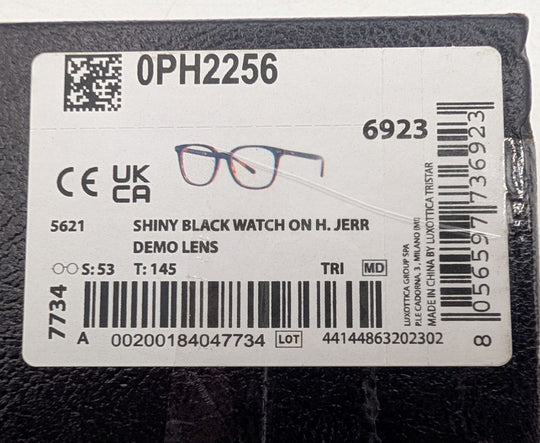 0PH2256
6923
CE UK CA
5621 SHINY BLACK WATCH ON H. JERR
DEMO LENS
S: 53 T: 145 TRI MD
7734
A 00200184047734 LOT 44144863202302
LUXOTTICA GROUP SPA
P.LE CADORNA, 3, MILANO (MI)
MADE IN CHINA BY LUXOTTICA TRISTAR
8 056597 736923